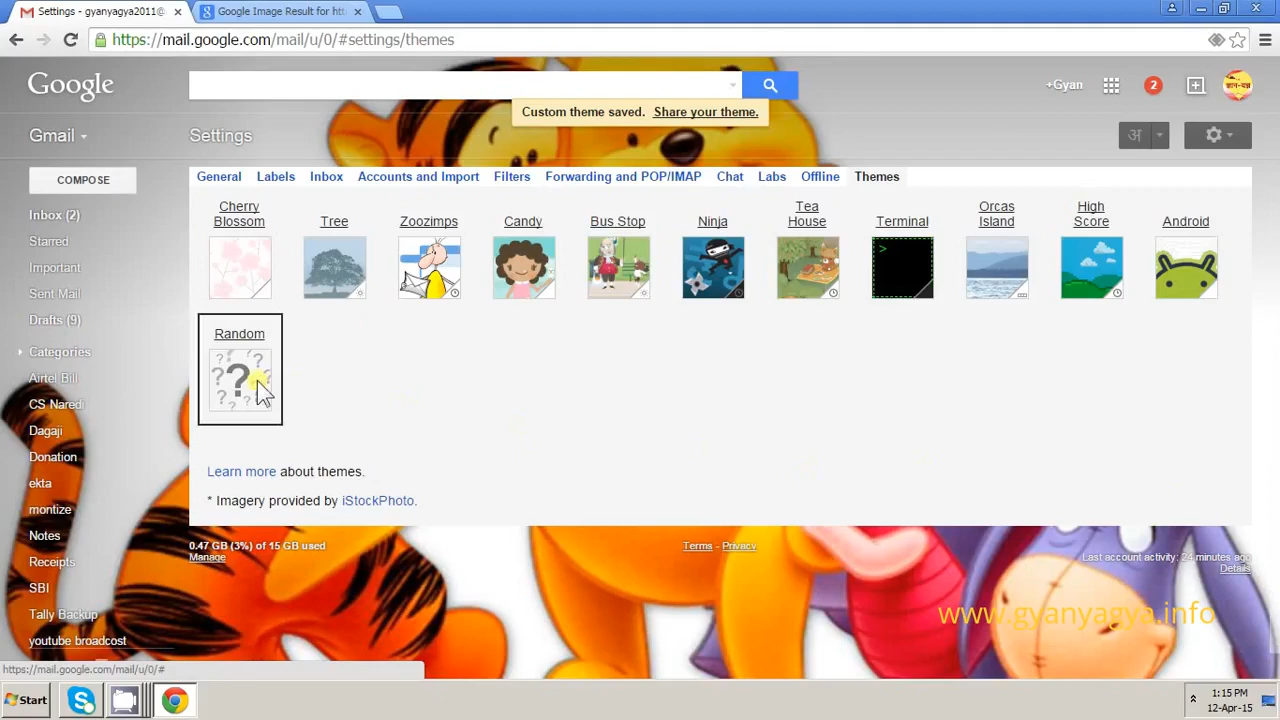 Settings - gyanyagya2011@
Google Image Result for htt
https://mail.google.com/mail/u/0/#settings/themes
Google
+Gyan
2
Custom theme saved. Share your theme.
Gmail
Settings
अ
COMPOSE
General Labels Inbox Accounts and Import Filters Forwarding and POP/IMAP Chat Labs Offline Themes
Inbox (2)
Starred
Important
Sent Mail
Drafts (9)
Categories
Airtel Bill
CS Naredi
Dagaji
Donation
ekta
montize
Notes
Receipts
SBI
Tally Backup
youtube broadcost
Cherry Blossom
Tree
Zoozimps
Candy
Bus Stop
Ninja
Tea House
Terminal
>
Orcas Island
High Score
Android
Random
?
Learn more about themes.
* Imagery provided by iStockPhoto.
0.47 GB (3%) of 15 GB used
Manage
Terms - Privacy
Last account activity: 24 minutes ago
Details
www.gyanyagya.info
https://mail.google.com/mail/u/0/#
Start
1:15 PM
12-Apr-15